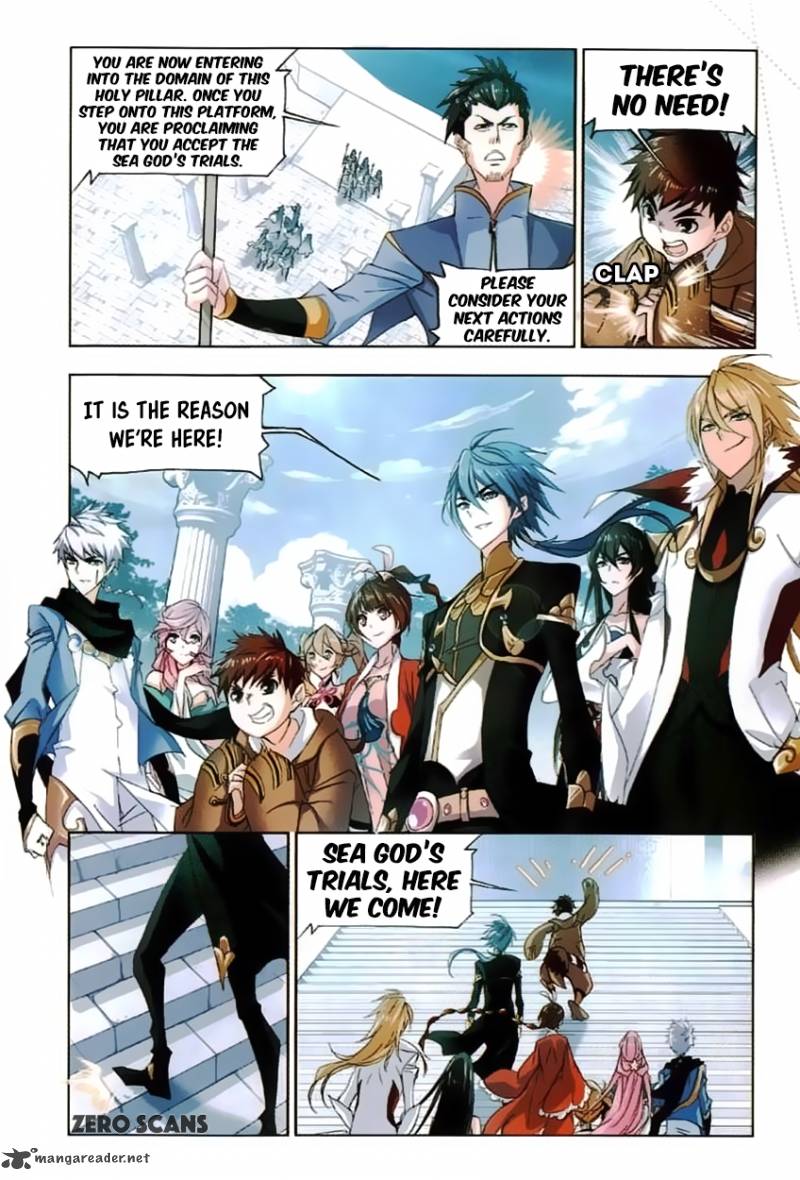 YOU ARE NOW ENTERING
INTO THE DOMAIN OF THIS
HOLY PILLAR. ONCE YOU
STEP ONTO THIS PLATFORM,
YOU ARE PROCLAIMING
THAT YOU ACCEPT THE
SEA GOD'S TRIALS.
PLEASE
CONSIDER YOUR
NEXT ACTIONS
CAREFULLY.
THERE'S
NO NEED!
CLAP
IT IS THE REASON
WE'RE HERE!
SEA GOD'S
TRIALS, HERE
WE COME!
ZERO SCANS
mangareader.net